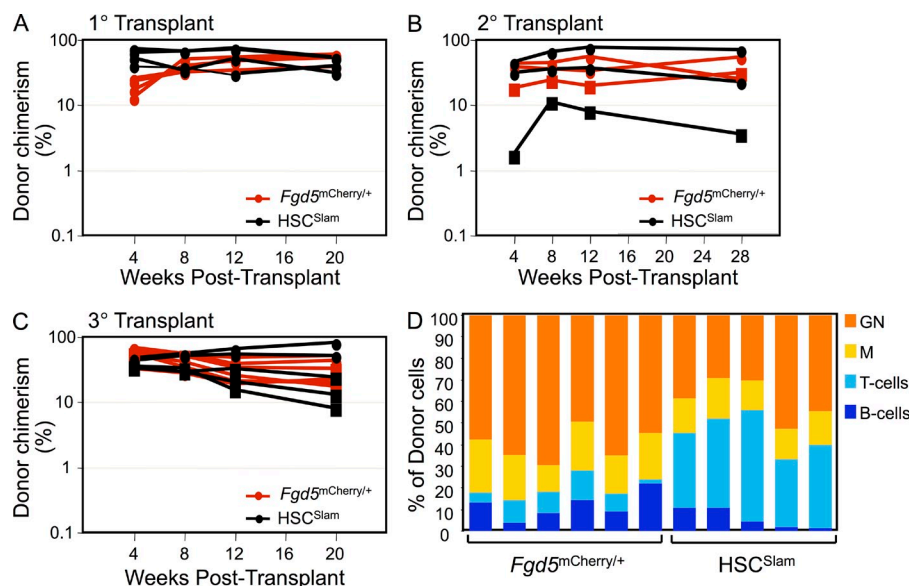 A 1° Transplant
100
10
1
0.1
Donor chimerism
(%)
Fgd5mCherry/+
HSCSlam
4 8 12 16 20
Weeks Post-Transplant
B 2° Transplant
100
10
1
0.1
Donor chimerism
(%)
Fgd5mCherry/+
HSCSlam
4 8 12 16 20 24 28
Weeks Post-Transplant
C 3° Transplant
100
10
1
0.1
Donor chimerism
(%)
Fgd5mCherry/+
HSCSlam
4 8 12 16 20
Weeks Post-Transplant
D
100
90
80
70
60
50
40
30
20
10
0
% of Donor cells
GN
M
T-cells
B-cells
Fgd5mCherry/+ HSCSlam